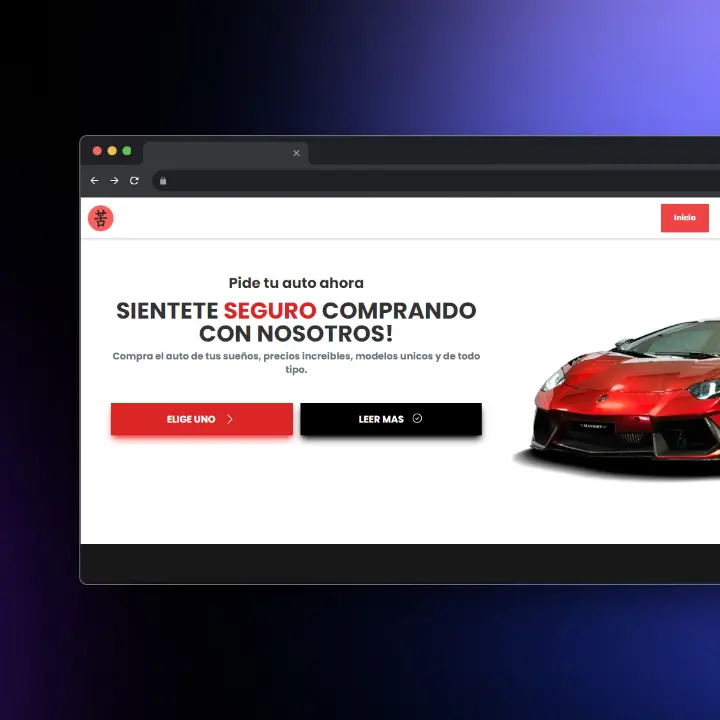 苦
Inicio
Pide tu auto ahora
SIENTETE SEGURO COMPRANDO
CON NOSOTROS!
Compra el auto de tus sueños, precios increibles, modelos unicos y de todo
tipo.
ELIGE UNO
LEER MAS